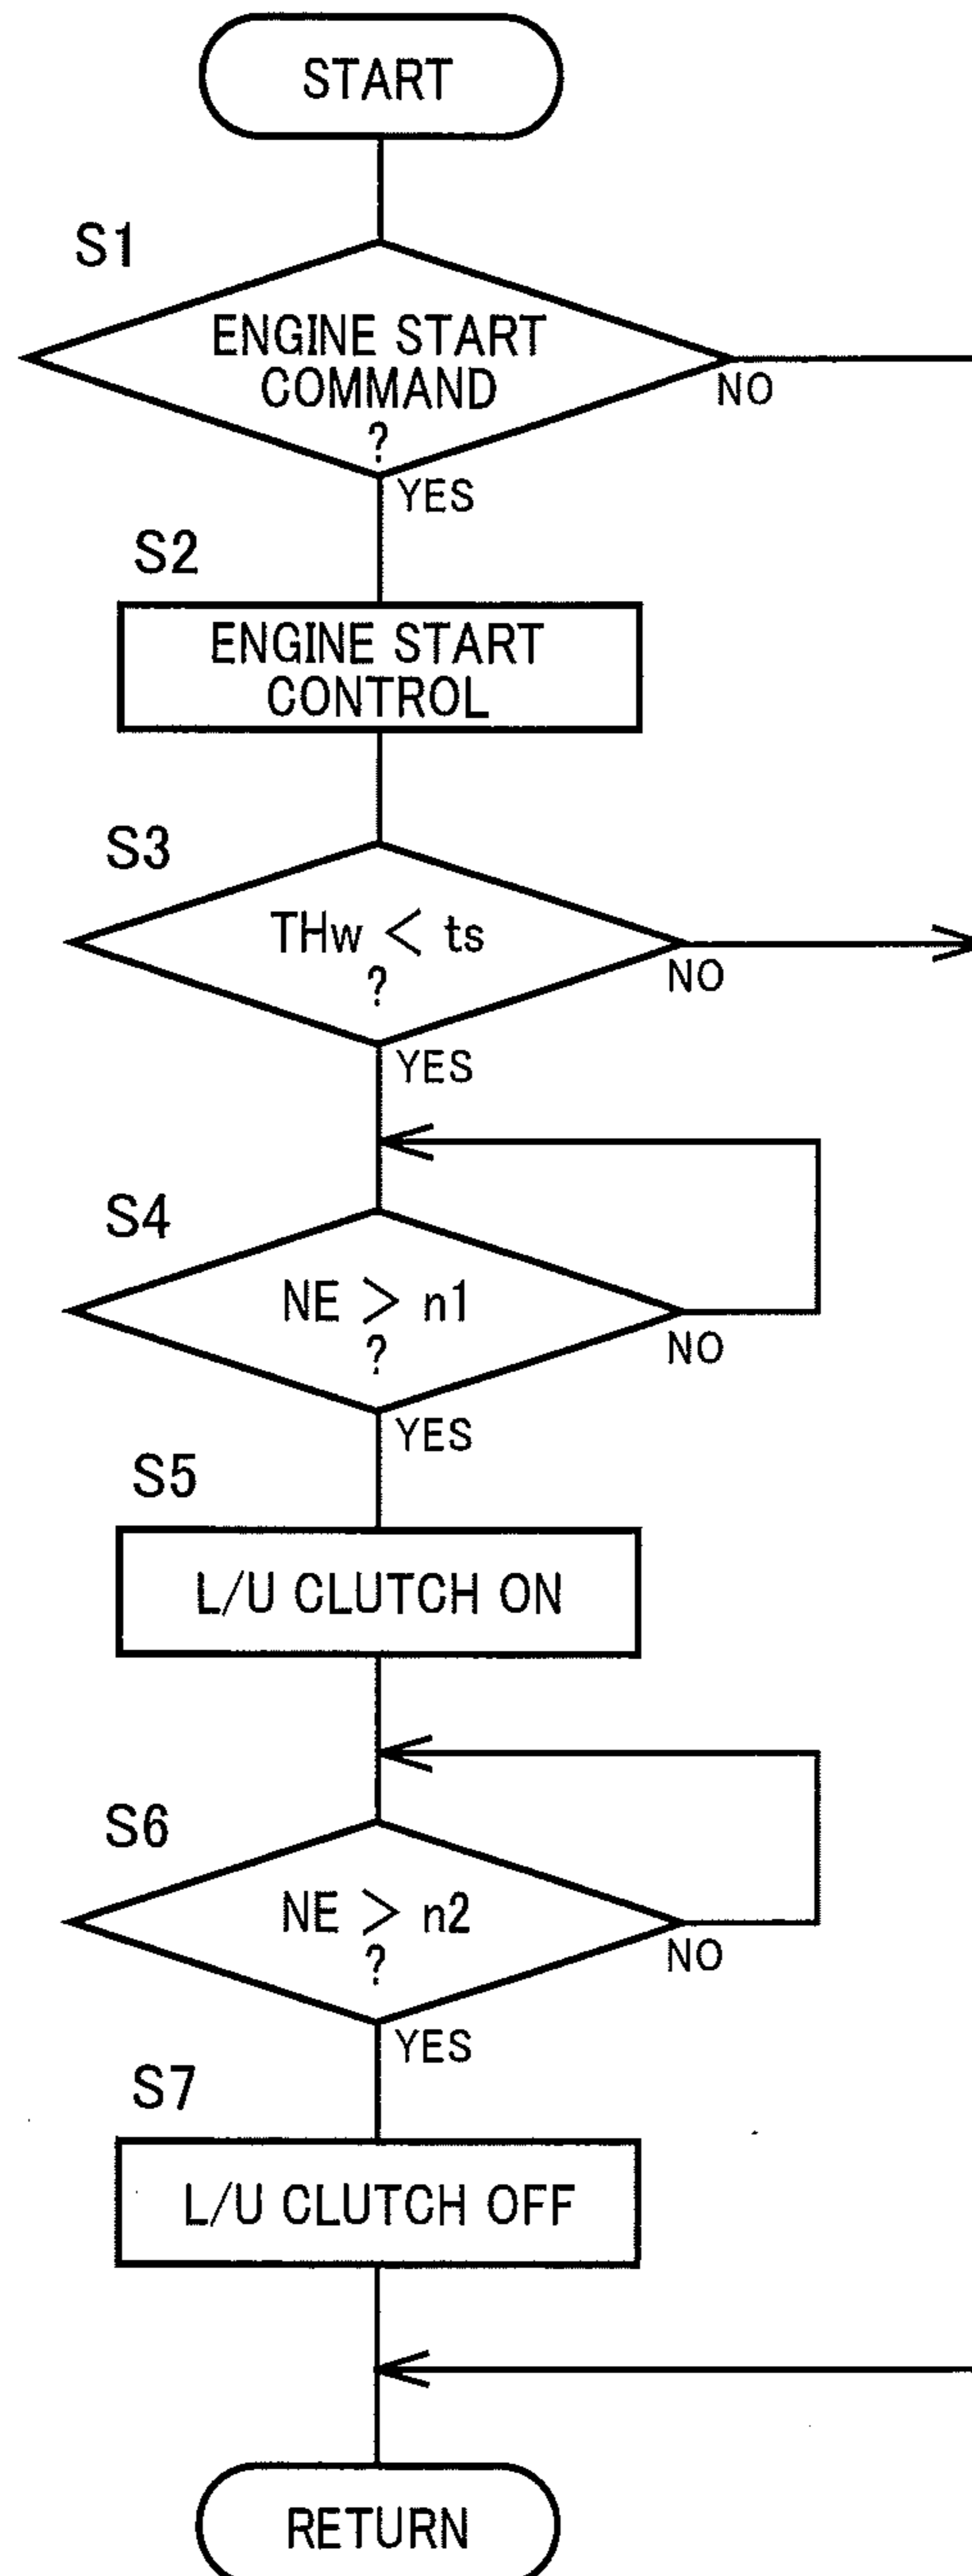 START
S1
ENGINE START
COMMAND
?
NO
YES
S2
ENGINE START
CONTROL
S3
THw < ts
?
NO
YES
S4
NE > n1
?
NO
YES
S5
L/U CLUTCH ON
S6
NE > n2
?
NO
YES
S7
L/U CLUTCH OFF
RETURN